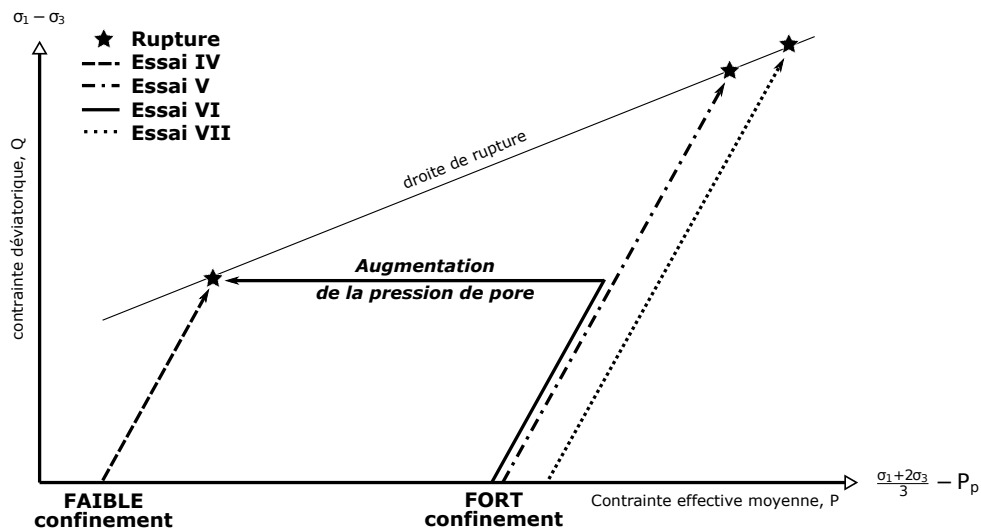 σ₁ − σ₃
Rupture
Essai IV
Essai V
Essai VI
Essai VII
contrainte déviatorique, Q
droite de rupture
Augmentation
de la pression de pore
FAIBLE
confinement
FORT
confinement
Contrainte effective moyenne, P
σ₁+2σ₃
3
− Pₚ